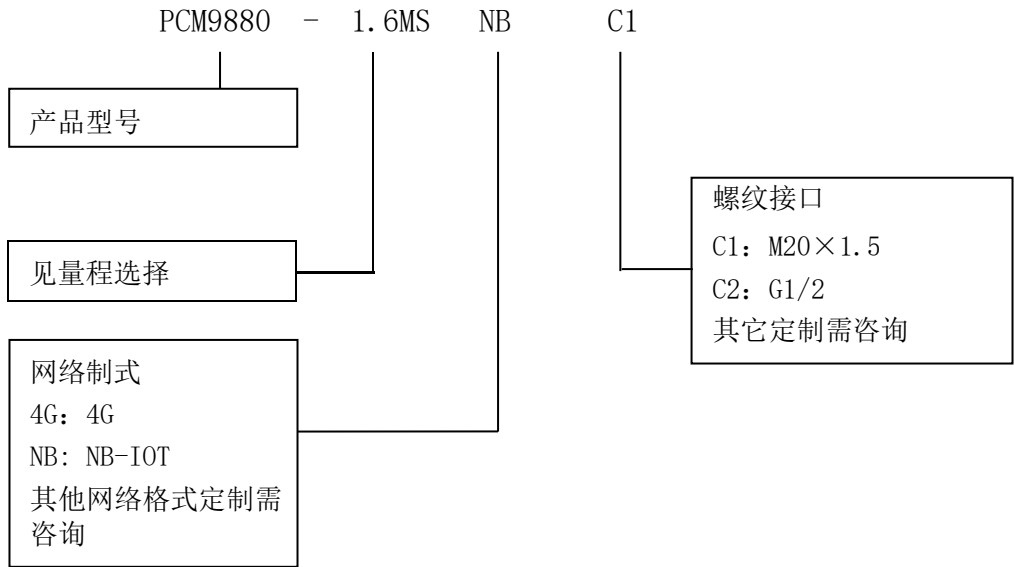 PCM9880 - 1.6MS NB C1
产品型号
见量程选择
网络制式
4G: 4G
NB: NB-IOT
其他网络格式定制需
咨询
螺纹接口
C1: M20×1.5
C2: G1/2
其它定制需咨询